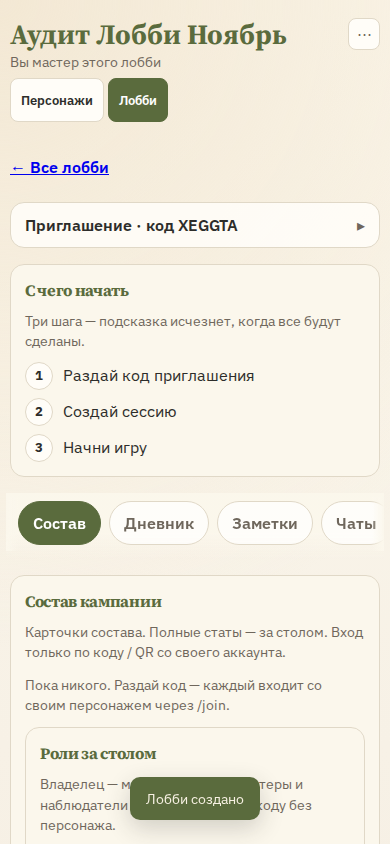 Аудит Лобби Ноябрь
...
Вы мастер этого лобби
Персонажи
Лобби
← Все лобби
Приглашение · код XEGGTA ▸
С чего начать
Три шага — подсказка исчезнет, когда все будут
сделаны.
1 Раздай код приглашения
2 Создай сессию
3 Начни игру
Состав
Дневник
Заметки
Чаты
Состав кампании
Карточки состава. Полные статы — за столом. Вход
только по коду / QR со своего аккаунта.
Пока никого. Раздай код — каждый входит со
своим персонажем через /join.
Роли за столом
Владелец — м
наблюдатели
персонажа.
Лобби создано